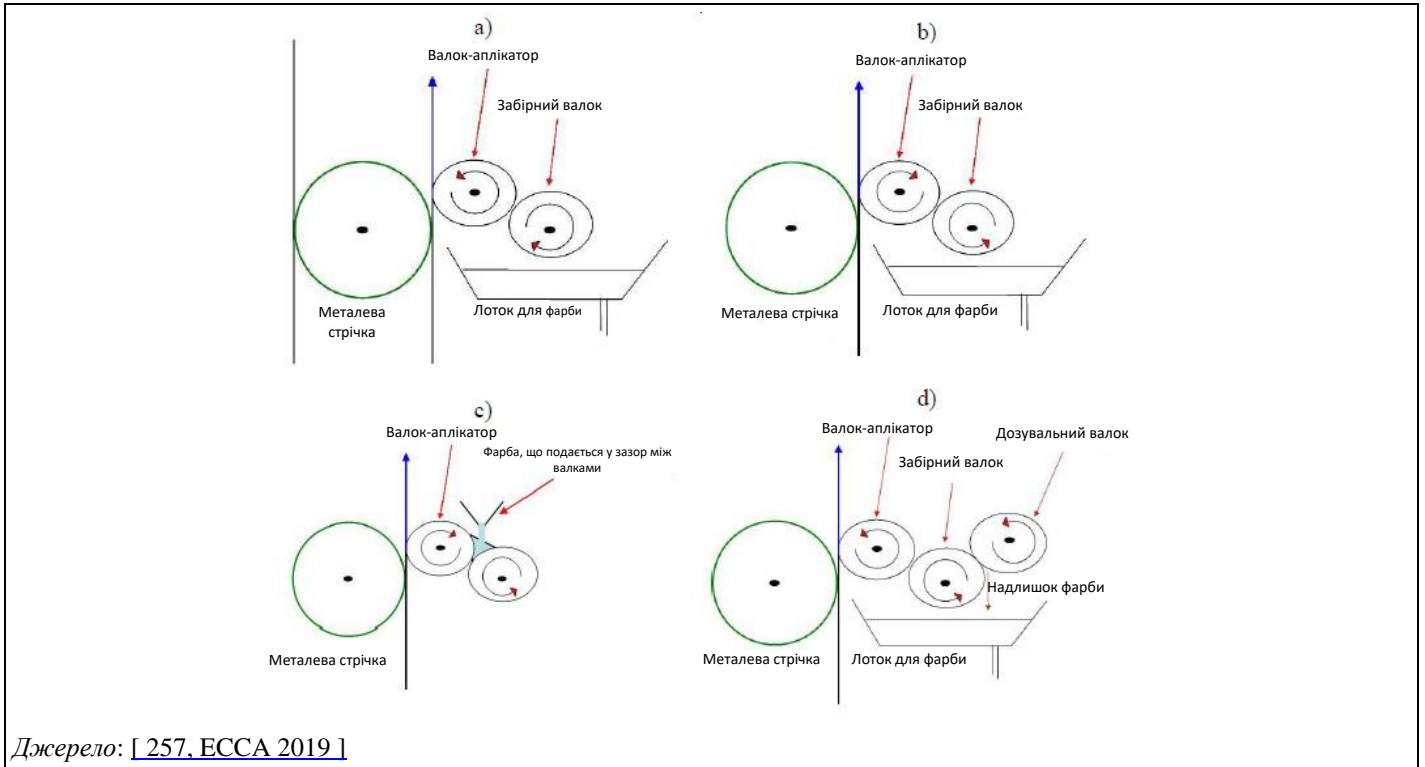 a)
Валок-аплікатор
Забірний валок
Металева
стрічка
Лоток для фарби
b)
Валок-аплікатор
Забірний валок
Металева стрічка
Лоток для фарби
c)
Валок-аплікатор
Фарба, що подається у зазор між
валками
Металева стрічка
d)
Валок-аплікатор
Забірний валок
Дозувальний валок
Надлишок фарби
Металева стрічка
Лоток для фарби
Джерело: [ 257, ECCA 2019 ]